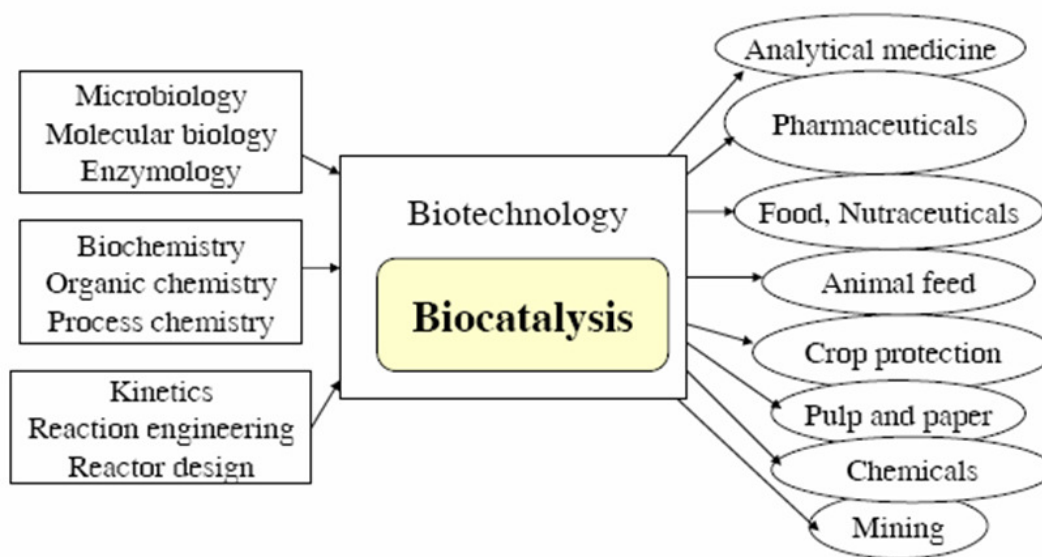 Microbiology
Molecular biology
Enzymology
Biochemistry
Organic chemistry
Process chemistry
Kinetics
Reaction engineering
Reactor design
Biotechnology
Biocatalysis
Analytical medicine
Pharmaceuticals
Food, Nutraceuticals
Animal feed
Crop protection
Pulp and paper
Chemicals
Mining